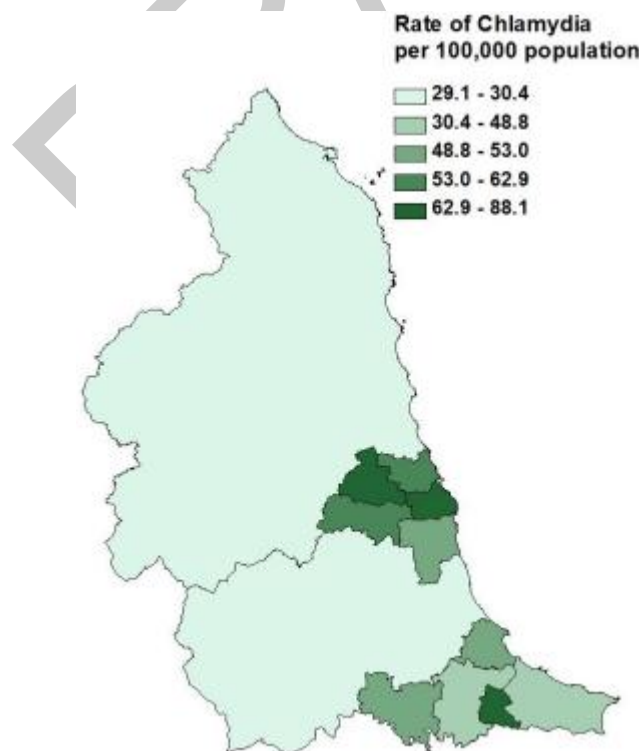 Rate of Chlamydia
per 100,000 population
29.1 - 30.4
30.4 - 48.8
48.8 - 53.0
53.0 - 62.9
62.9 - 88.1